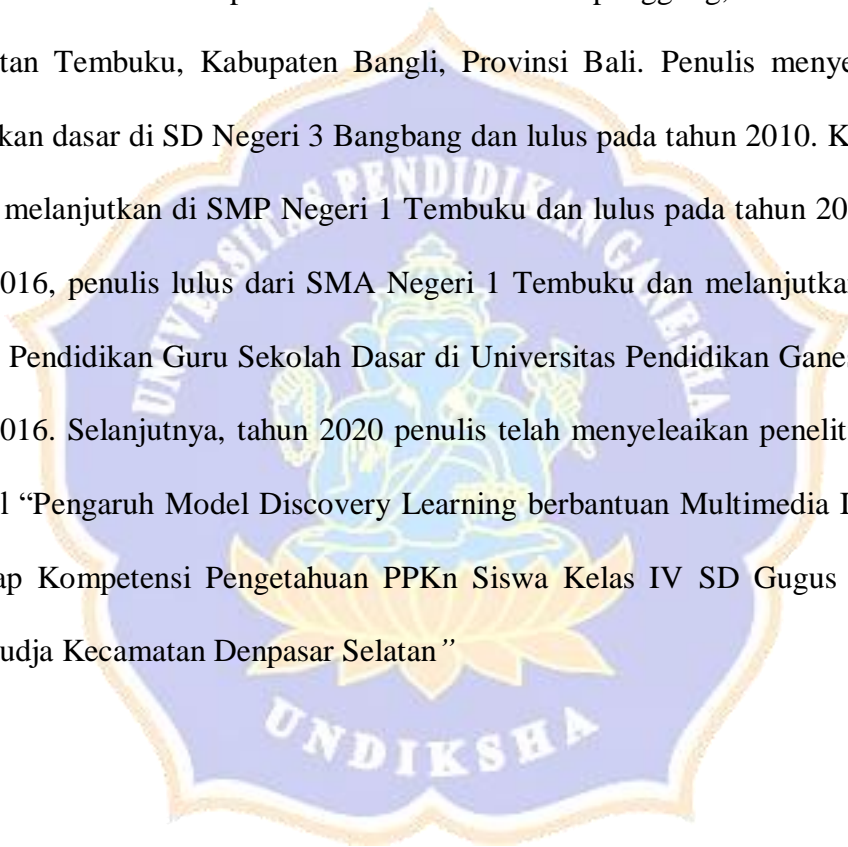 tan Tembuku, Kabupaten Bangli, Provinsi Bali. Penulis menye
kan dasar di SD Negeri 3 Bangbang dan lulus pada tahun 2010. K
melanjutkan di SMP Negeri 1 Tembuku dan lulus pada tahun 20
016, penulis lulus dari SMA Negeri 1 Tembuku dan melanjutka
Pendidikan Guru Sekolah Dasar di Universitas Pendidikan Gane
016. Selanjutnya, tahun 2020 penulis telah menyeleaikan penelit
l “Pengaruh Model Discovery Learning berbantuan Multimedia
ap Kompetensi Pengetahuan PPKn Siswa Kelas IV SD Gugus
udja Kecamatan Denpasar Selatan”
UNIVERSITAS PENDIDIKAN GANESHA
UNDIKSHA